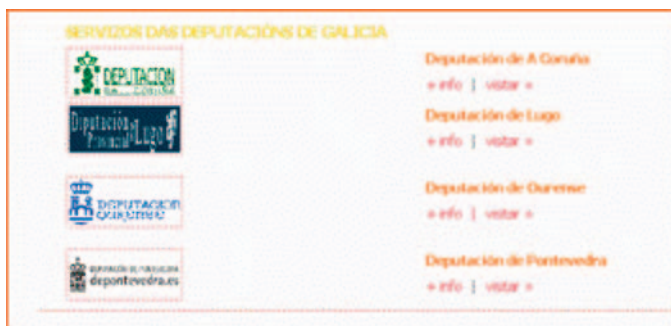 SERVIZOS DAS DEPUTACIÓNS DE GALICIA
DEPUTACIÓN
Deputación de A Coruña
+ info | visitar »
Diputación Provincial Lugo
Deputación de Lugo
+ info | visitar »
DEPUTACION
OURENSE
Deputación de Ourense
+ info | visitar »
depontevedra.es
Deputación de Pontevedra
+ info | visitar »